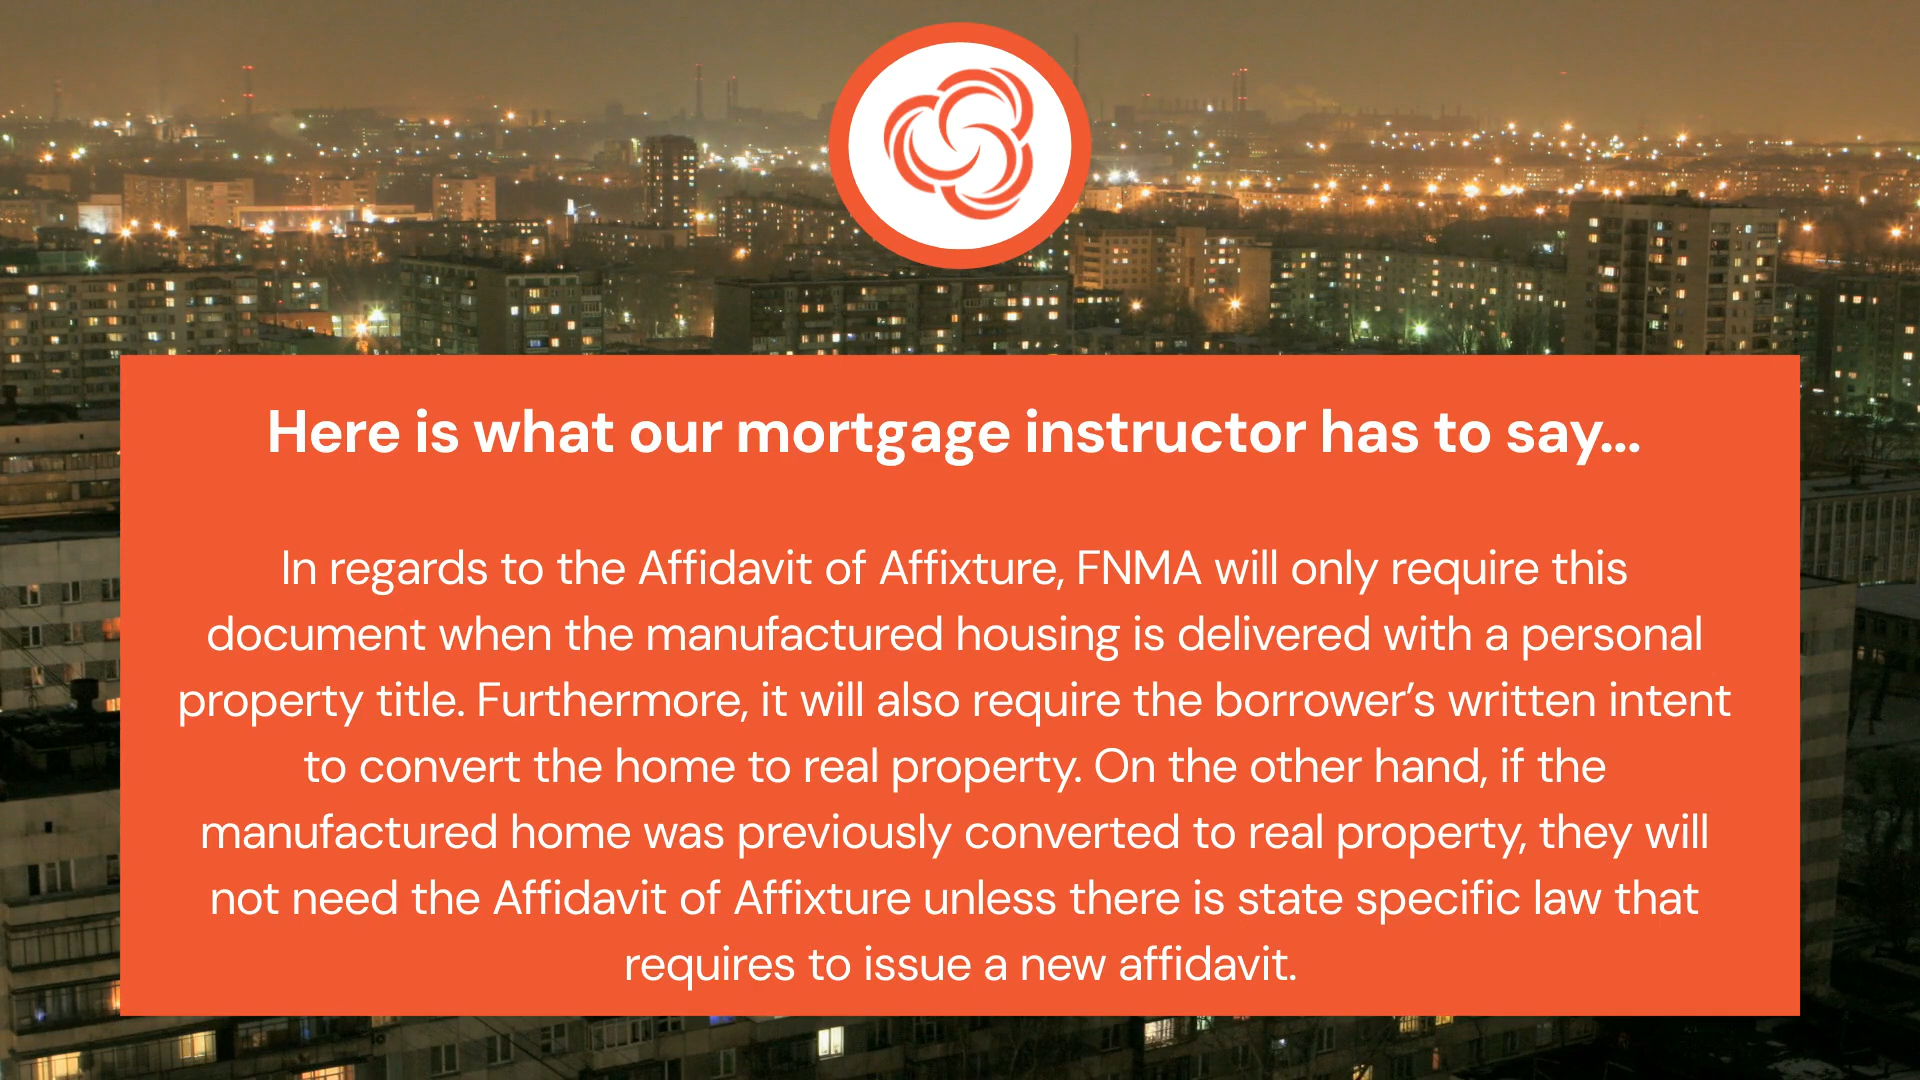 Here is what our mortgage instructor has to say...
In regards to the Affidavit of Affixture, FNMA will only require this
document when the manufactured housing is delivered with a personal
property title. Furthermore, it will also require the borrower’s written intent
to convert the home to real property. On the other hand, if the
manufactured home was previously converted to real property, they will
not need the Affidavit of Affixture unless there is state specific law that
requires to issue a new affidavit.